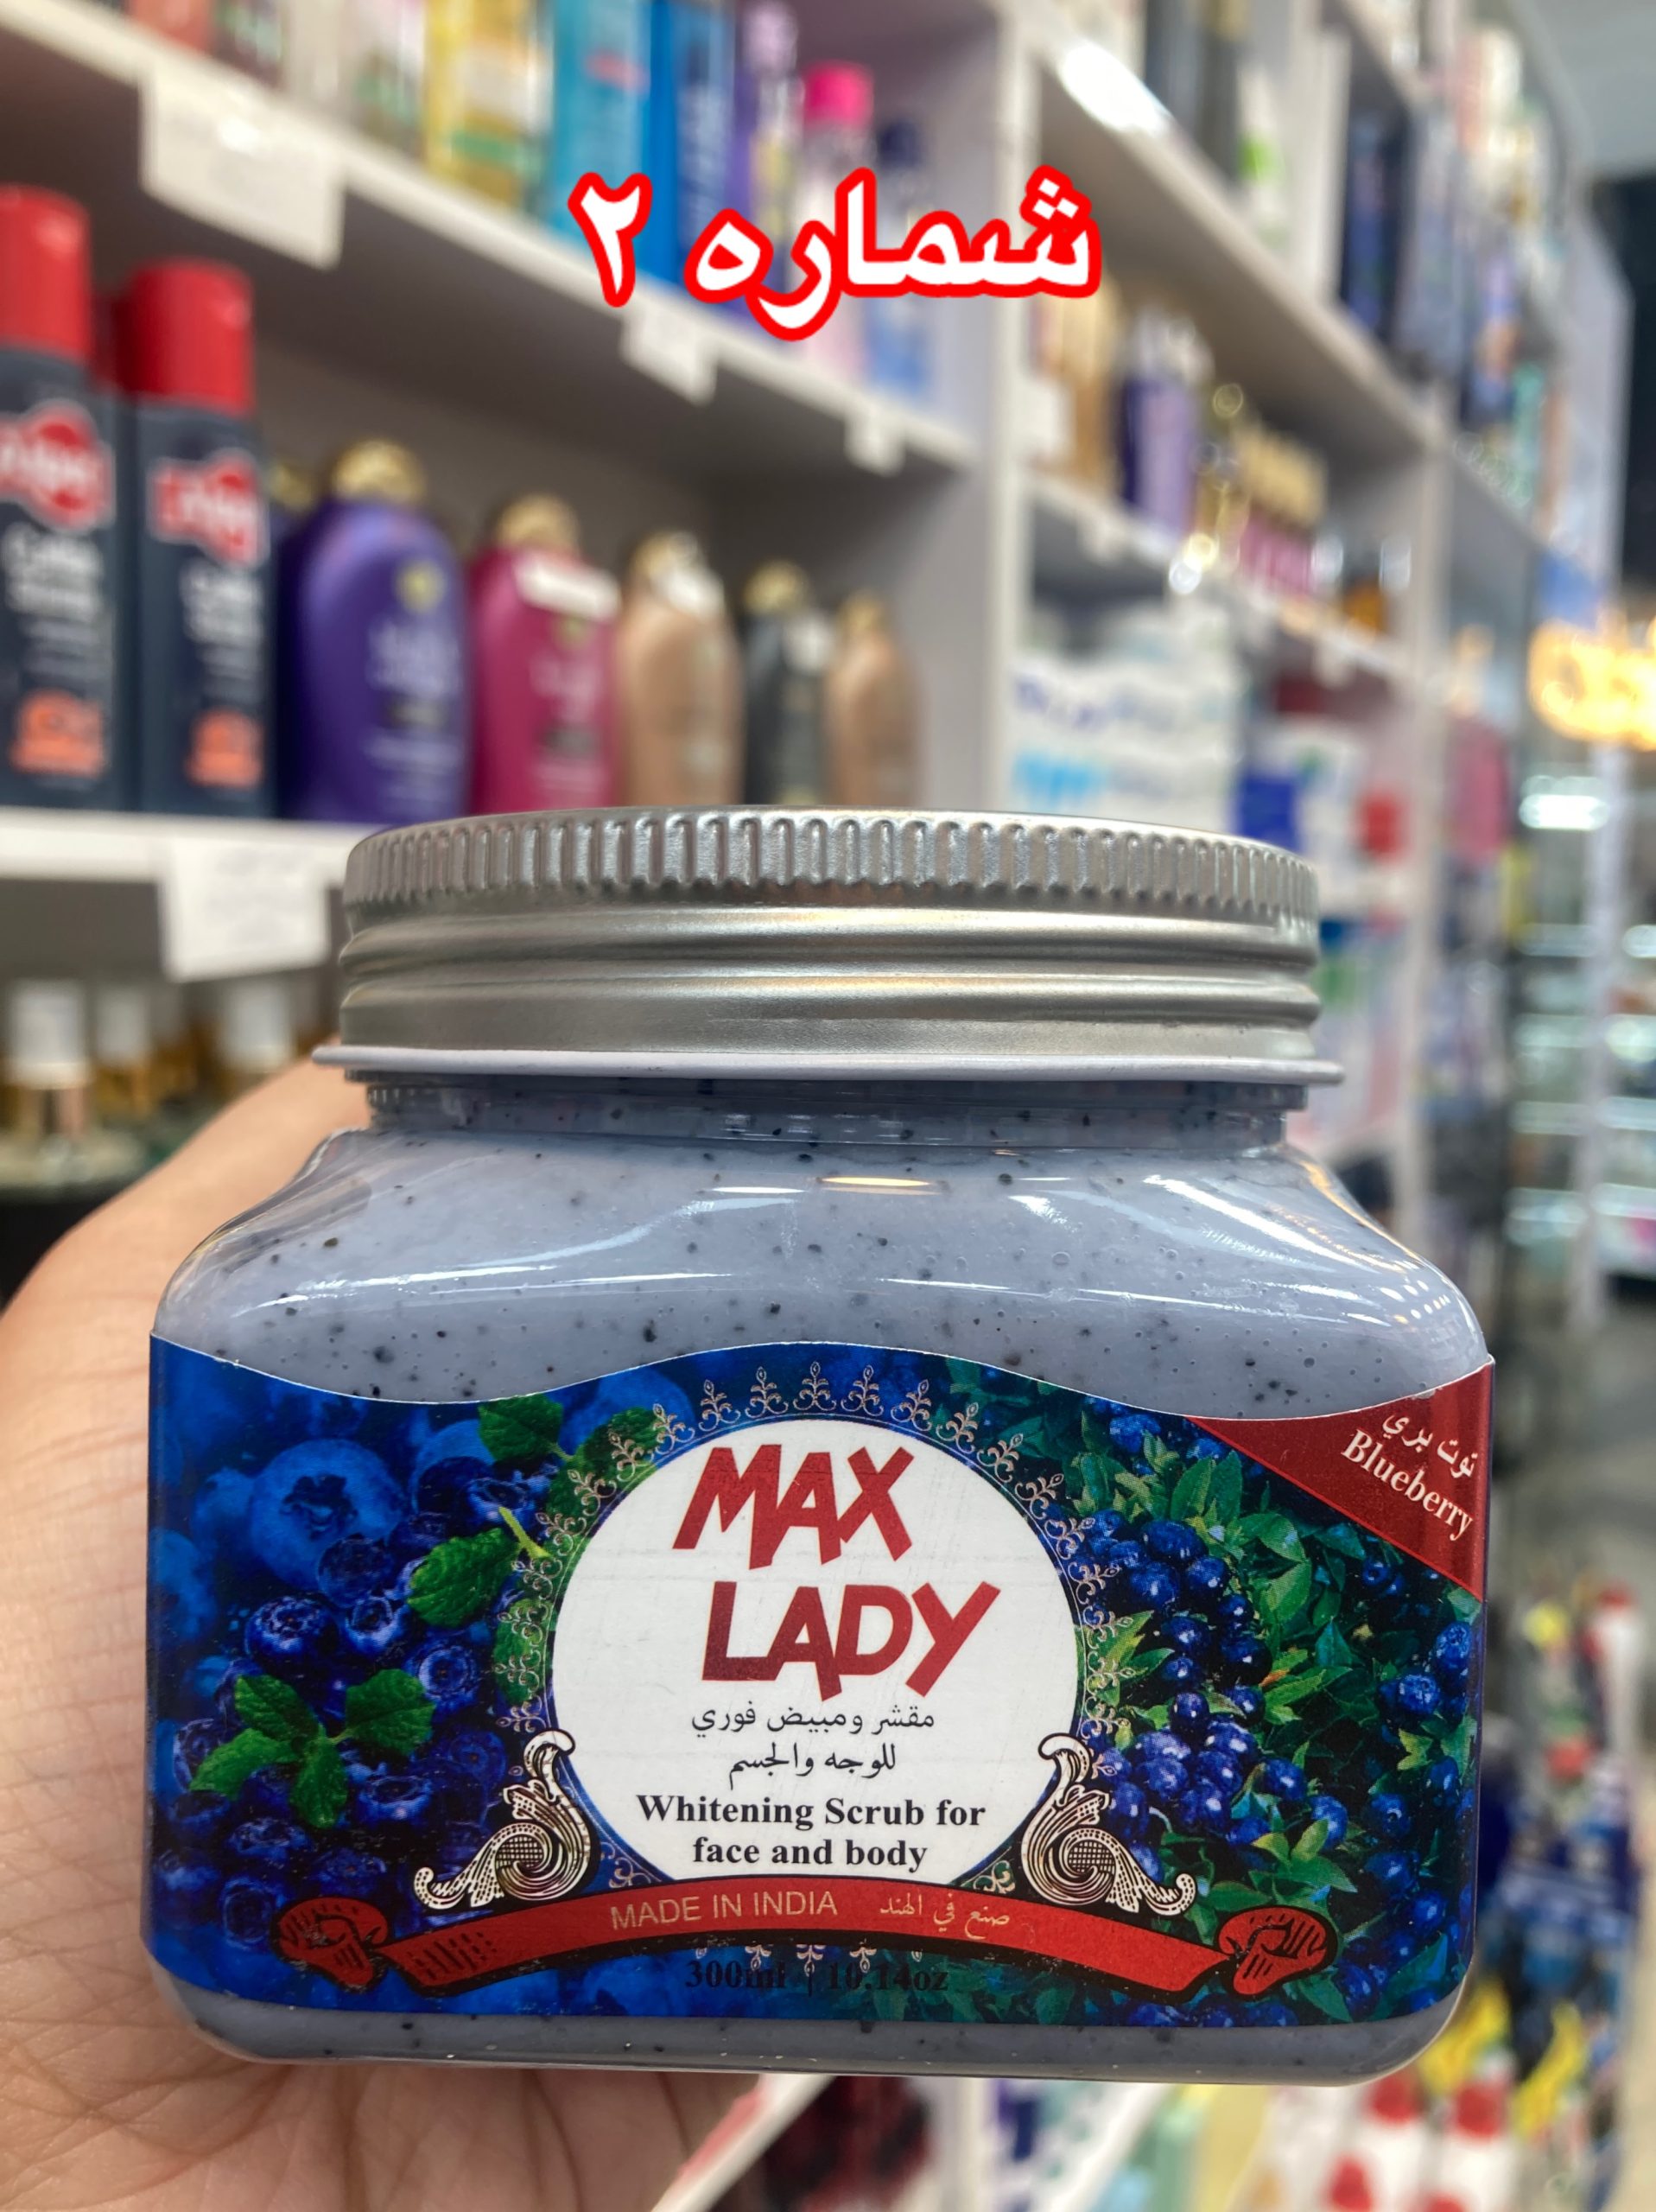 شماره ۲
توت بري
Blueberry
MAX
LADY
مقشر ومبيض فوري
للوجه والجسم
Whitening Scrub for
face and body
MADE IN INDIA صنع في الهند
300ml | 10.14oz